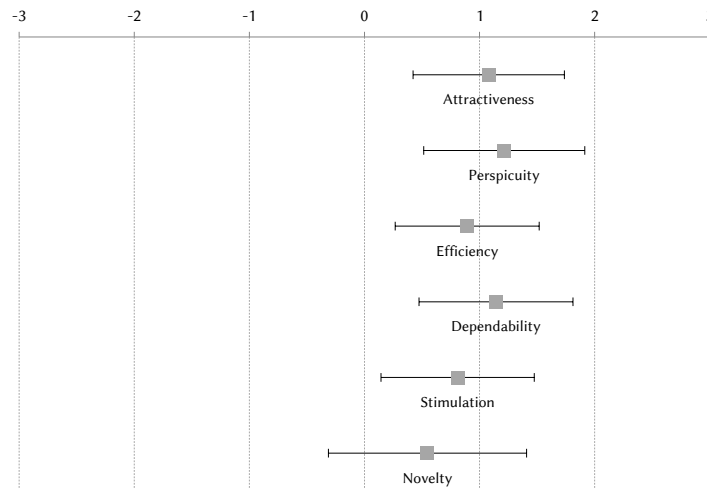 -3 -2 -1 0 1 2
Attractiveness
Perspicuity
Efficiency
Dependability
Stimulation
Novelty